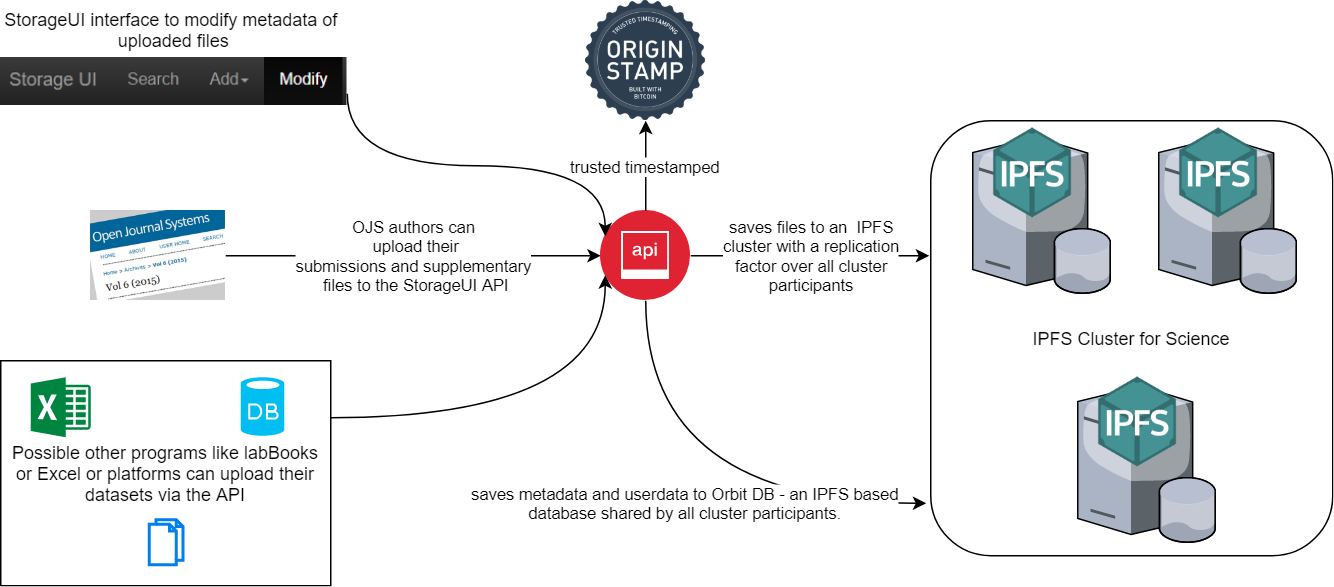 StorageUI interface to modify metadata of
uploaded files
Storage UI Search Add Modify
TRUSTED TIMESTAMPING
ORIGIN
STAMP
BUILT WITH
BITCOIN
trusted timestamped
Open Journal Systems
HOME ABOUT USER HOME SEARCH
Home > Archives > Vol 6 (2015)
Vol 6 (2015)
OJS authors can
upload their
submissions and supplementary
files to the StorageUI API
api
saves files to an IPFS
cluster with a replication
factor over all cluster
participants
IPFS
IPFS
IPFS Cluster for Science
IPFS
X
DB
Possible other programs like labBooks
or Excel or platforms can upload their
datasets via the API
saves metadata and userdata to Orbit DB - an IPFS based
database shared by all cluster participants.